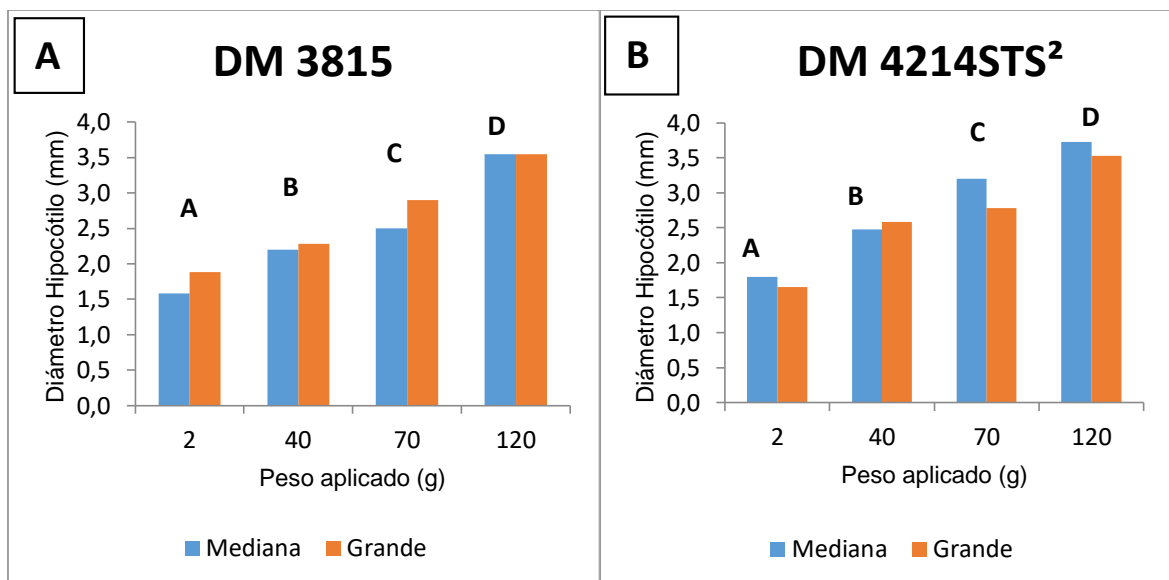 A
DM 3815
Diámetro Hipocótilo (mm)
4,0
3,5
3,0
2,5
2,0
1,5
1,0
0,5
0,0
A
B
C
D
2 40 70 120
Peso aplicado (g)
Mediana Grande
B
DM 4214STS²
Diámetro Hipocótilo (mm)
4,0
3,5
3,0
2,5
2,0
1,5
1,0
0,5
0,0
A
B
C
D
2 40 70 120
Peso aplicado (g)
Mediana Grande